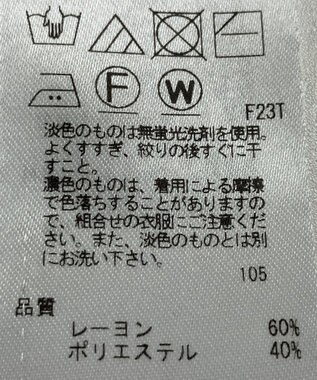 F W
F23T
淡色のものは無蛍光洗剤を使用。
よくすすぎ、絞りの後すぐに干
すこと。
濃色のものは、着用による摩擦
で色落ちすることがありますの
で、組合せの衣服にご注意くだ
さい。また、淡色のものとは別
にお洗い下さい。
105
品質
レーヨン 60%
ポリエステル 40%